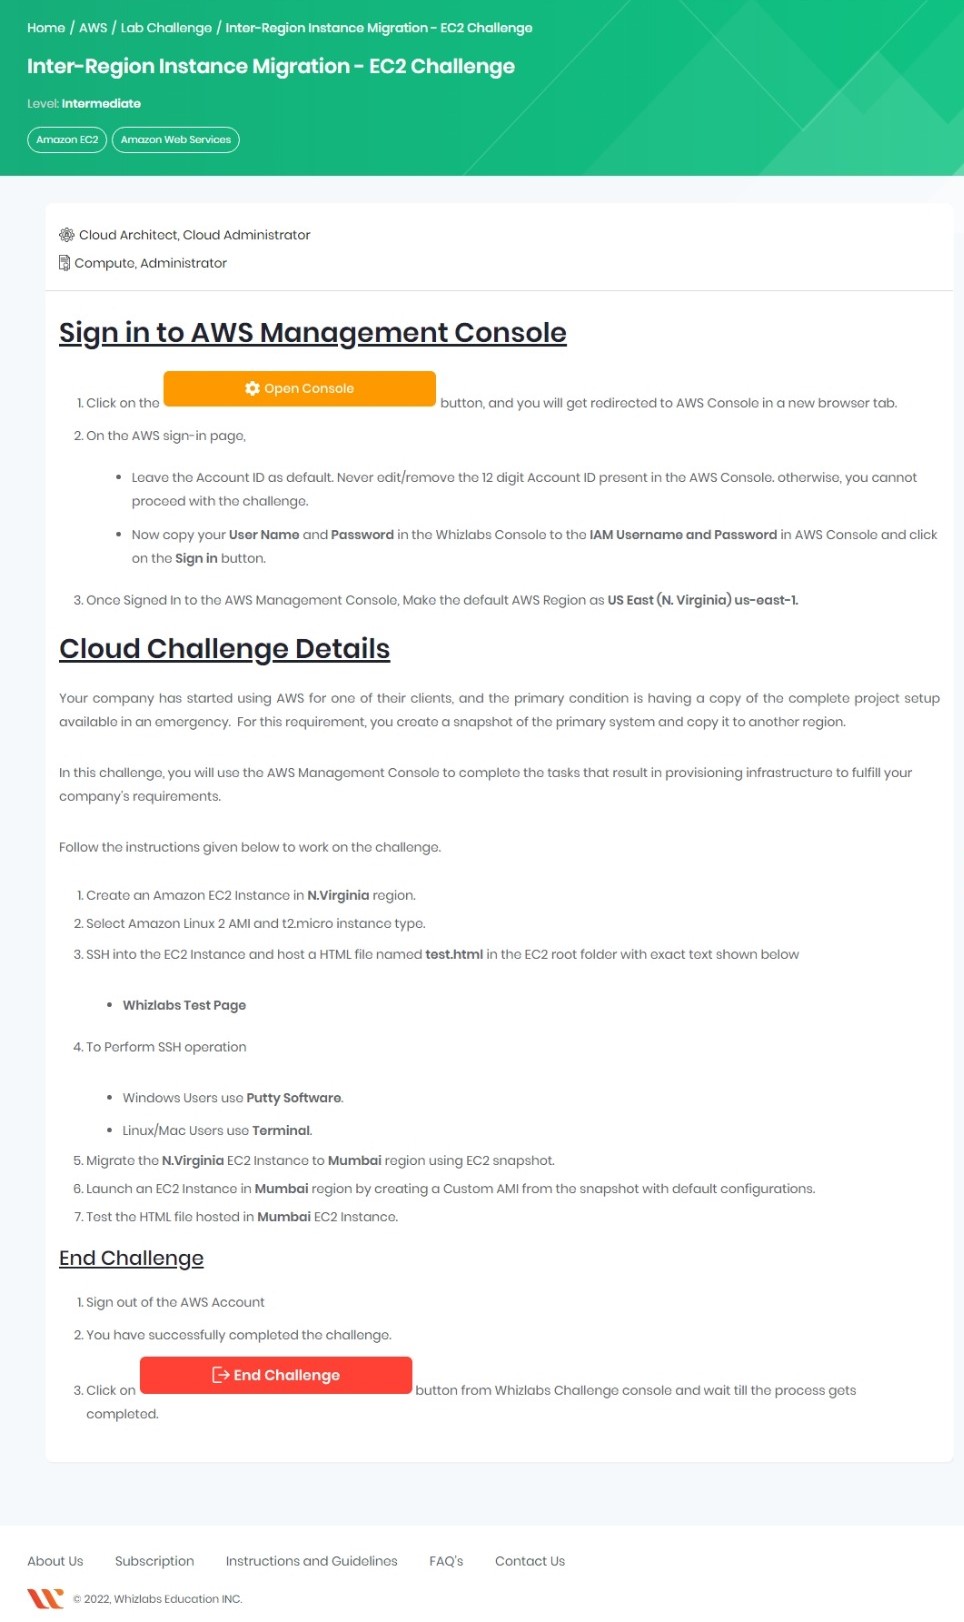 Home / AWS / Lab Challenge / Inter-Region Instance Migration - EC2 Challenge
Inter-Region Instance Migration - EC2 Challenge
Level: Intermediate
Amazon EC2
Amazon Web Services
Cloud Architect, Cloud Administrator
Compute, Administrator
Sign in to AWS Management Console
1. Click on the Open Console button, and you will get redirected to AWS Console in a new browser tab.
2. On the AWS sign-in page,
• Leave the Account ID as default. Never edit/remove the 12 digit Account ID present in the AWS Console. otherwise, you cannot
proceed with the challenge.
• Now copy your User Name and Password in the Whizlabs Console to the IAM Username and Password in AWS Console and click
on the Sign in button.
3. Once Signed In to the AWS Management Console, Make the default AWS Region as US East (N. Virginia) us-east-1.
Cloud Challenge Details
Your company has started using AWS for one of their clients, and the primary condition is having a copy of the complete project setup
available in an emergency. For this requirement, you create a snapshot of the primary system and copy it to another region.
In this challenge, you will use the AWS Management Console to complete the tasks that result in provisioning infrastructure to fulfill your
company's requirements.
Follow the instructions given below to work on the challenge.
1. Create an Amazon EC2 Instance in N.Virginia region.
2. Select Amazon Linux 2 AMI and t2.micro instance type.
3. SSH into the EC2 Instance and host a HTML file named test.html in the EC2 root folder with exact text shown below
• Whizlabs Test Page
4. To Perform SSH operation
• Windows Users use Putty Software.
• Linux/Mac Users use Terminal.
5. Migrate the N.Virginia EC2 Instance to Mumbai region using EC2 snapshot.
6. Launch an EC2 Instance in Mumbai region by creating a Custom AMI from the snapshot with default configurations.
7. Test the HTML file hosted in Mumbai EC2 Instance.
End Challenge
1. Sign out of the AWS Account
2. You have successfully completed the challenge.
3. Click on End Challenge button from Whizlabs Challenge console and wait till the process gets
completed.
About Us Subscription Instructions and Guidelines FAQ's Contact Us
© 2022, Whizlabs Education INC.